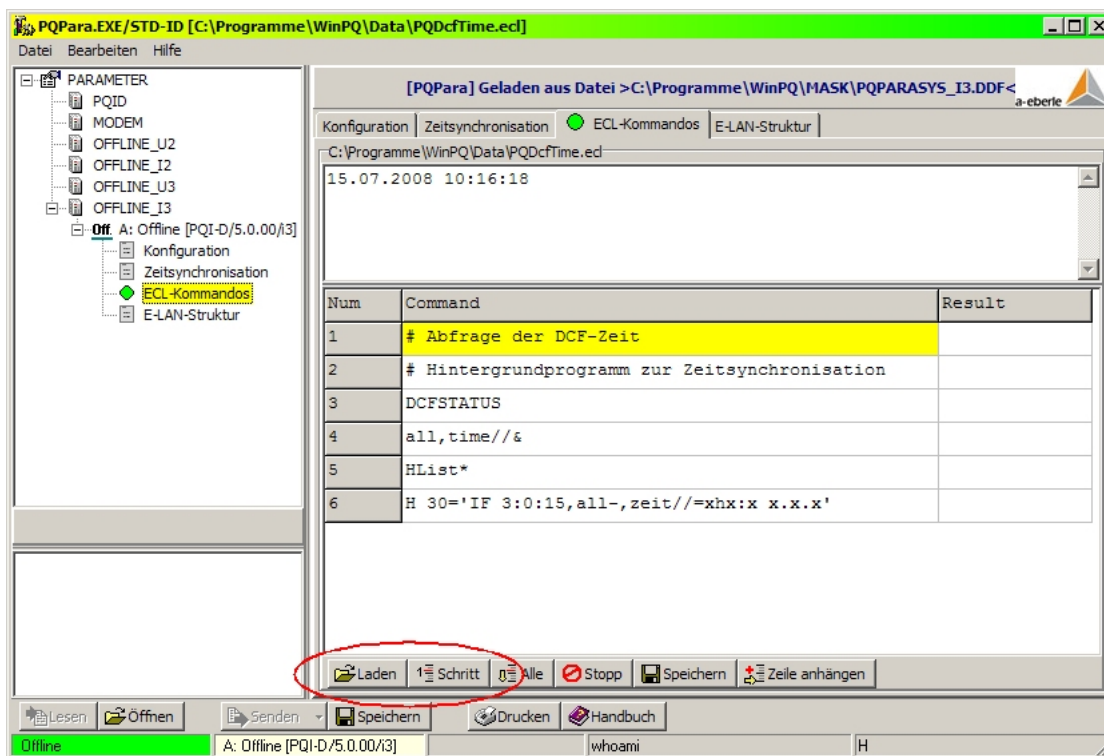 PQPara.EXE/STD-ID [C:\Programme\WinPQ\Data\PQDcfTime.ecl]
Datei Bearbeiten Hilfe
PARAMETER
PQID
MODEM
OFFLINE_U2
OFFLINE_I2
OFFLINE_U3
OFFLINE_I3
Off. A: Offline [PQI-D/5.0.00/i3]
Konfiguration
Zeitsynchronisation
ECL-Kommandos
E-LAN-Struktur
[PQPara] Geladen aus Datei >C:\Programme\WinPQ\MASK\PQPARASYS_I3.DDF<
a-eberle
Konfiguration Zeitsynchronisation ECL-Kommandos E-LAN-Struktur
C:\Programme\WinPQ\Data\PQDcfTime.ecl
15.07.2008 10:16:18
Num Command Result
1 # Abfrage der DCF-Zeit
2 # Hintergrundprogramm zur Zeitsynchronisation
3 DCFSTATUS
4 all,time//&
5 HList*
6 H 30='IF 3:0:15,all-,zeit//=xhx:x x.x.x'
Laden 1 Schritt Alle Stopp Speichern Zeile anhängen
Lesen Öffnen Senden Speichern Drucken Handbuch
Offline A: Offline [PQI-D/5.0.00/i3] whoami H